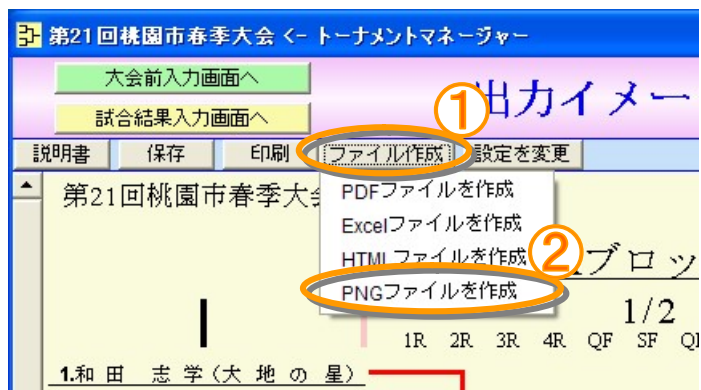 第21回桃園市春季大会 <- トーナメントマネージャー
大会前入力画面へ
試合結果入力画面へ
①
出力イメー
説明書 保存 印刷 ファイル作成 設定を変更
第21回桃園市春季大会
PDFファイルを作成
Excelファイルを作成
HTMLファイルを作成
②
ブロッ
PNGファイルを作成
1/2
1R 2R 3R 4R QF SF
1.和田 志学(大地の星)